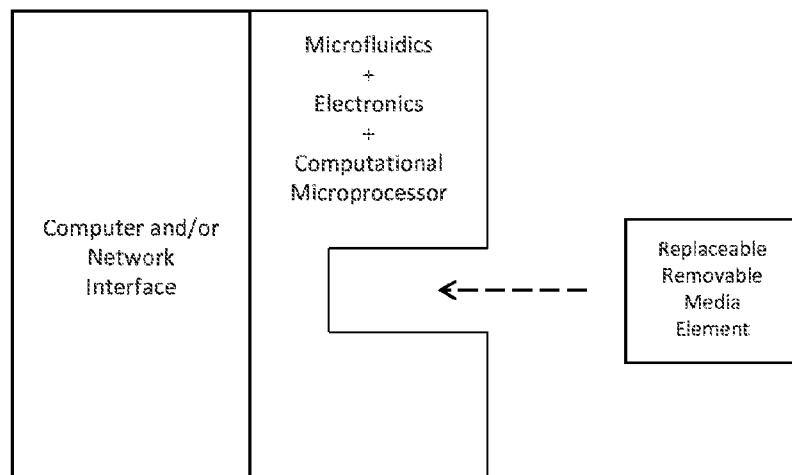 Microfluidics
+
Electronics
+
Computational
Microprocessor
Computer and/or
Network
Interface
Replaceable
Removable
Media
Element